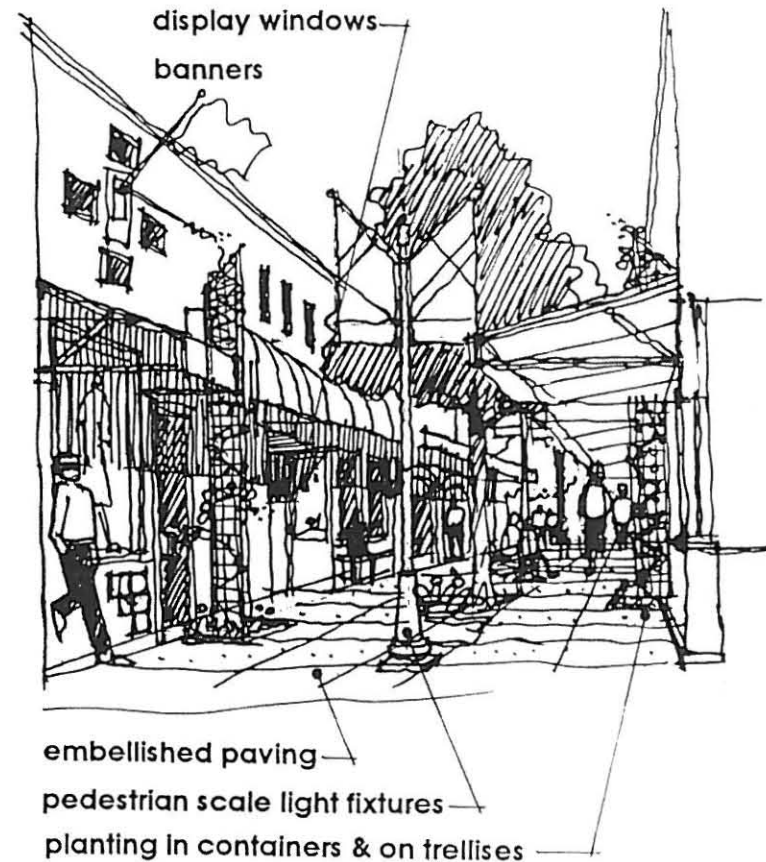 display windows
banners
embellished paving
pedestrian scale light fixtures
planting in containers & on trellises